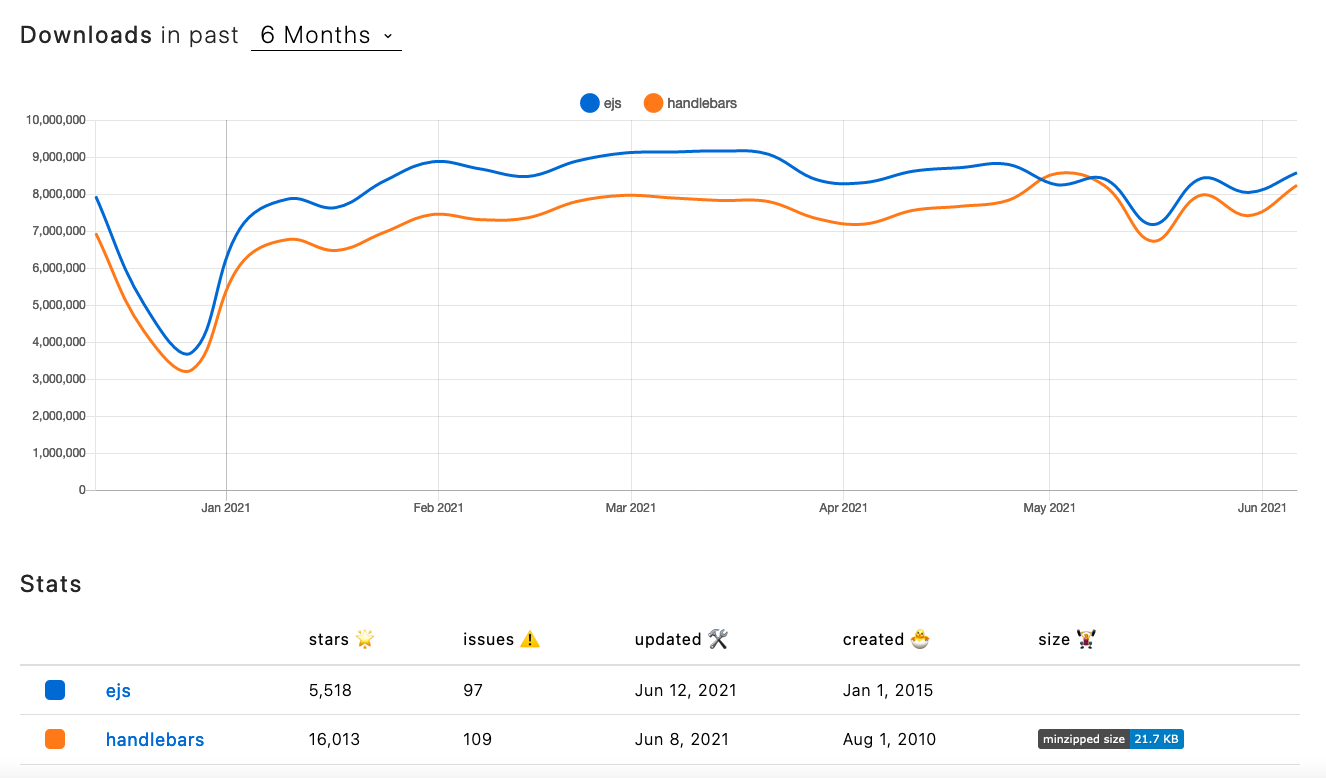 Downloads in past 6 Months
ejs handlebars
10,000,000
9,000,000
8,000,000
7,000,000
6,000,000
5,000,000
4,000,000
3,000,000
2,000,000
1,000,000
0
Jan 2021 Feb 2021 Mar 2021 Apr 2021 May 2021 Jun 2021
Stats
stars 🌟 issues ⚠️ updated 🛠 created 🐣 size 🏋️‍♀️
ejs 5,518 97 Jun 12, 2021 Jan 1, 2015
handlebars 16,013 109 Jun 8, 2021 Aug 1, 2010 minzipped size 21.7 KB